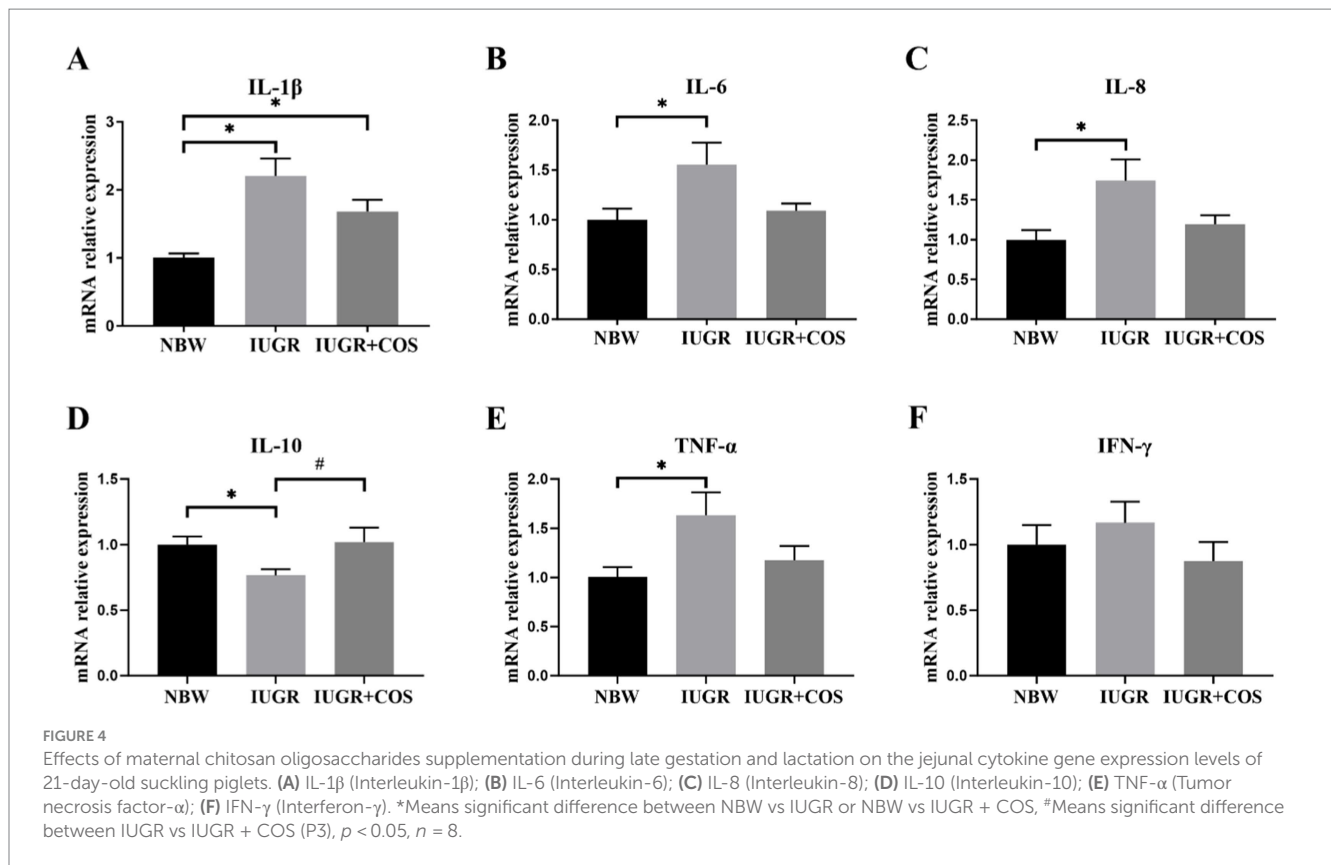 A
IL-1β
mRNA relative expression
3
2
1
0
*
*
NBW
IUGR
IUGR+COS
B
IL-6
mRNA relative expression
2.0
1.5
1.0
0.5
0.0
*
NBW
IUGR
IUGR+COS
C
IL-8
mRNA relative expression
2.5
2.0
1.5
1.0
0.5
0.0
*
NBW
IUGR
IUGR+COS
D
IL-10
mRNA relative expression
1.5
1.0
0.5
0.0
*
#
NBW
IUGR
IUGR+COS
E
TNF-α
mRNA relative expression
2.0
1.5
1.0
0.5
0.0
*
NBW
IUGR
IUGR+COS
F
IFN-γ
mRNA relative expression
1.5
1.0
0.5
0.0
NBW
IUGR
IUGR+COS
FIGURE 4
Effects of maternal chitosan oligosaccharides supplementation during late gestation and lactation on the jejunal cytokine gene expression levels of
21-day-old suckling piglets. (A) IL-1β (Interleukin-1β); (B) IL-6 (Interleukin-6); (C) IL-8 (Interleukin-8); (D) IL-10 (Interleukin-10); (E) TNF-α (Tumor
necrosis factor-α); (F) IFN-γ (Interferon-γ). *Means significant difference between NBW vs IUGR or NBW vs IUGR + COS, #Means significant difference
between IUGR vs IUGR + COS (P3), p < 0.05, n = 8.